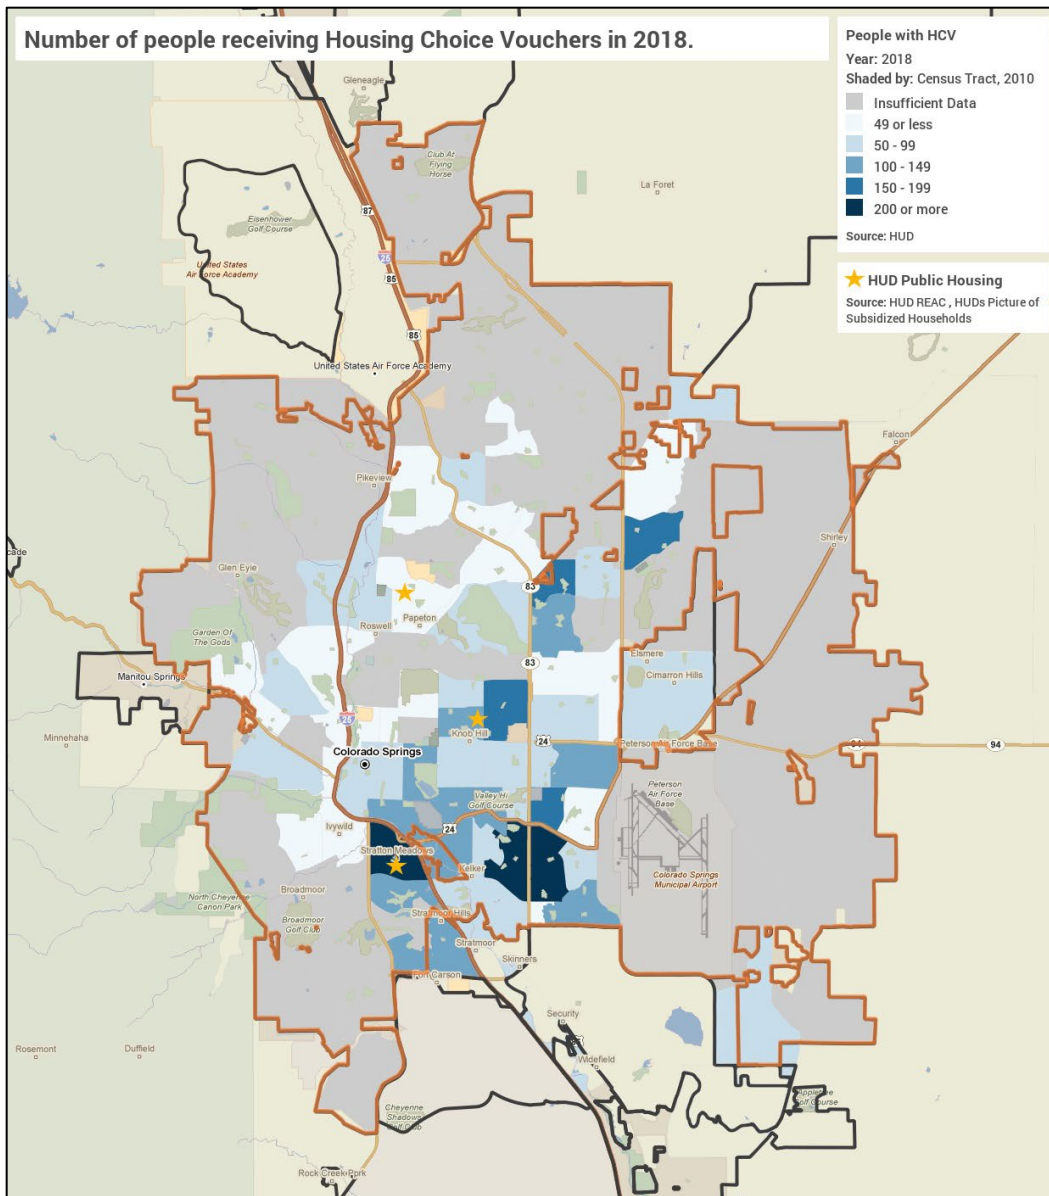 Number of people receiving Housing Choice Vouchers in 2018.
People with HCV
Year: 2018
Shaded by: Census Tract, 2010
Insufficient Data
49 or less
50 - 99
100 - 149
150 - 199
200 or more
Source: HUD
HUD Public Housing
Source: HUD REAC , HUDs Picture of
Subsidized Households
Gleneagle
Club At
Flying
Horse
La Foret
87
Eisenhower
Golf Course
25
United States
Air Force Academy
85
85
United States Air Force Academy
Falcon
Pikeview
Shirley
cade
Glen Eyie
83
Papeton
Roswell
Garden Of
The Gods
Elsmere
83
Cimarron Hills
Manitou Springs
25
Minnehaha
Knob Hill
24
Peterson Air Force Base
94
94
Colorado Springs
Peterson
Air Force
Base
Valley Hi
Golf Course
Ivywild
24
Stratton Meadows
Kelker
Colorado Springs
Municipal Airport
Broadmoor
North Cheyenne
Canon Park
Broadmoor
Golf Club
Stratmoor Hills
Stratmoor
Skinners
Fort Carson
Security
Rosemont
Duffield
Widefield
Appletree
Golf Course
Cheyenne
Shadows
Golf Club
Rock Creek Park